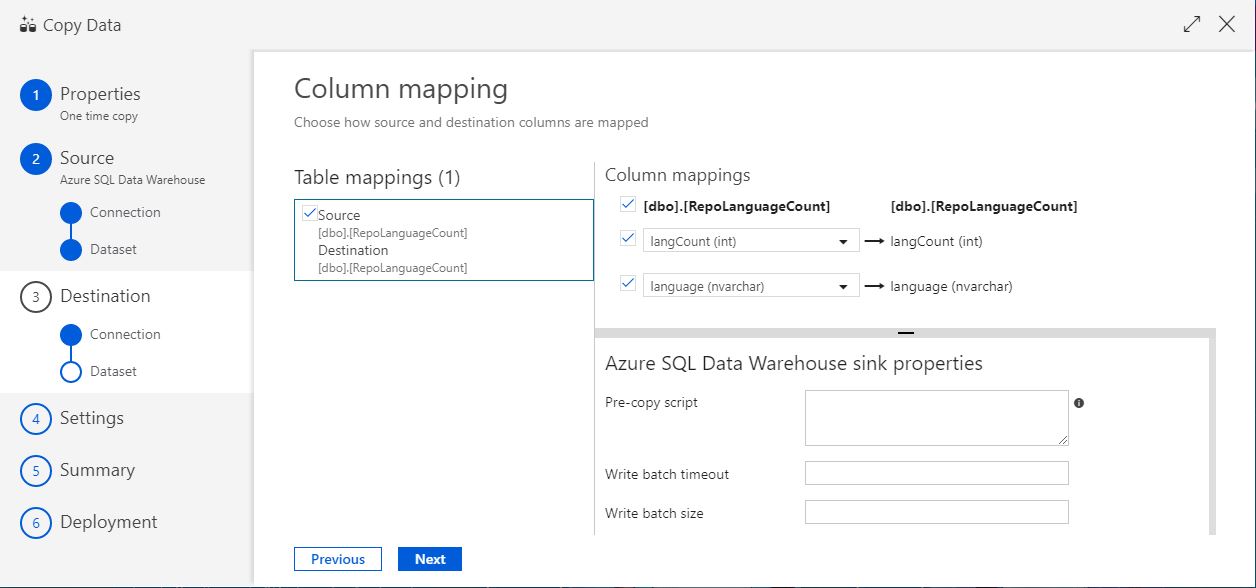 Copy Data
1 Properties
One time copy
2 Source
Azure SQL Data Warehouse
Connection
Dataset
3 Destination
Connection
Dataset
4 Settings
5 Summary
6 Deployment
Column mapping
Choose how source and destination columns are mapped
Table mappings (1)
Source
[dbo].[RepoLanguageCount]
Destination
[dbo].[RepoLanguageCount]
Column mappings
[dbo].[RepoLanguageCount] [dbo].[RepoLanguageCount]
langCount (int) langCount (int)
language (nvarchar) language (nvarchar)
Azure SQL Data Warehouse sink properties
Pre-copy script
Write batch timeout
Write batch size
Previous Next